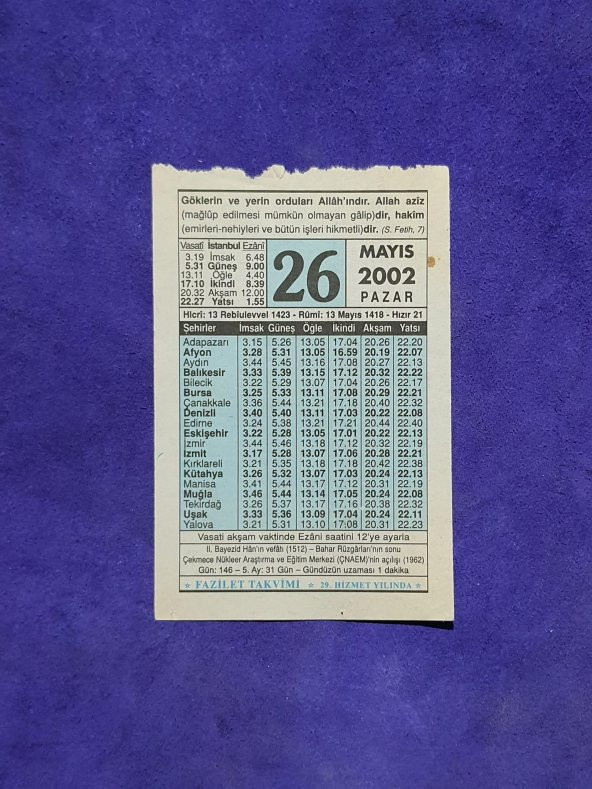 Göklerin ve yerin orduları Allâh'ındır. Allah azîz
(mağlûp edilmesi mümkün olmayan gâlip)dir, hakîm
(emirleri-nehiyleri ve bütün işleri hikmetli)dir. (S. Fetih, 7)
Vasatî İstanbul Ezânî
3.19 İmsak 6.48
5.31 Güneş 9.00
13.11 Öğle 4.40
17.10 İkindi 8.39
20.32 Akşam 12.00
22.27 Yatsı 1.55
26
MAYIS
2002
PAZAR
Hicrî: 13 Rebiulevvel 1423 - Rûmî: 13 Mayıs 1418 - Hızır 21
Şehirler İmsak Güneş Öğle İkindi Akşam Yatsı
Adapazarı 3.15 5.26 13.05 17.04 20.26 22.20
Afyon 3.28 5.31 13.05 16.59 20.19 22.07
Aydın 3.44 5.45 13.16 17.08 20.27 22.13
Balıkesir 3.33 5.39 13.15 17.12 20.32 22.22
Bilecik 3.22 5.29 13.07 17.04 20.26 22.17
Bursa 3.25 5.33 13.11 17.08 20.29 22.21
Çanakkale 3.36 5.44 13.21 17.18 20.40 22.32
Denizli 3.40 5.40 13.11 17.03 20.22 22.08
Edirne 3.24 5.38 13.21 17.21 20.44 22.40
Eskişehir 3.22 5.28 13.05 17.01 20.22 22.13
İzmir 3.44 5.46 13.18 17.12 20.32 22.19
İzmit 3.17 5.28 13.07 17.06 20.28 22.21
Kırklareli 3.21 5.35 13.18 17.18 20.42 22.38
Kütahya 3.26 5.32 13.07 17.03 20.24 22.13
Manisa 3.41 5.44 13.17 17.12 20.31 22.19
Muğla 3.46 5.44 13.14 17.05 20.24 22.08
Tekirdağ 3.26 5.37 13.17 17.16 20.38 22.32
Uşak 3.33 5.36 13.09 17.04 20.24 22.11
Yalova 3.21 5.31 13.10 17:08 20.31 22.23
Vasati akşam vaktinde Ezâni saatini 12'ye ayarla
II. Bayezid Hân'ın vefâtı (1512) – Bahar Rüzgârları'nın sonu
Çekmece Nükleer Araştırma ve Eğitim Merkezi (ÇNAEM)'nin açılışı (1962)
Gün: 146 – 5. Ay: 31 Gün – Gündüzün uzaması 1 dakika
☆ FAZİLET TAKVİMİ ☆ 29. HİZMET YILINDA ☆